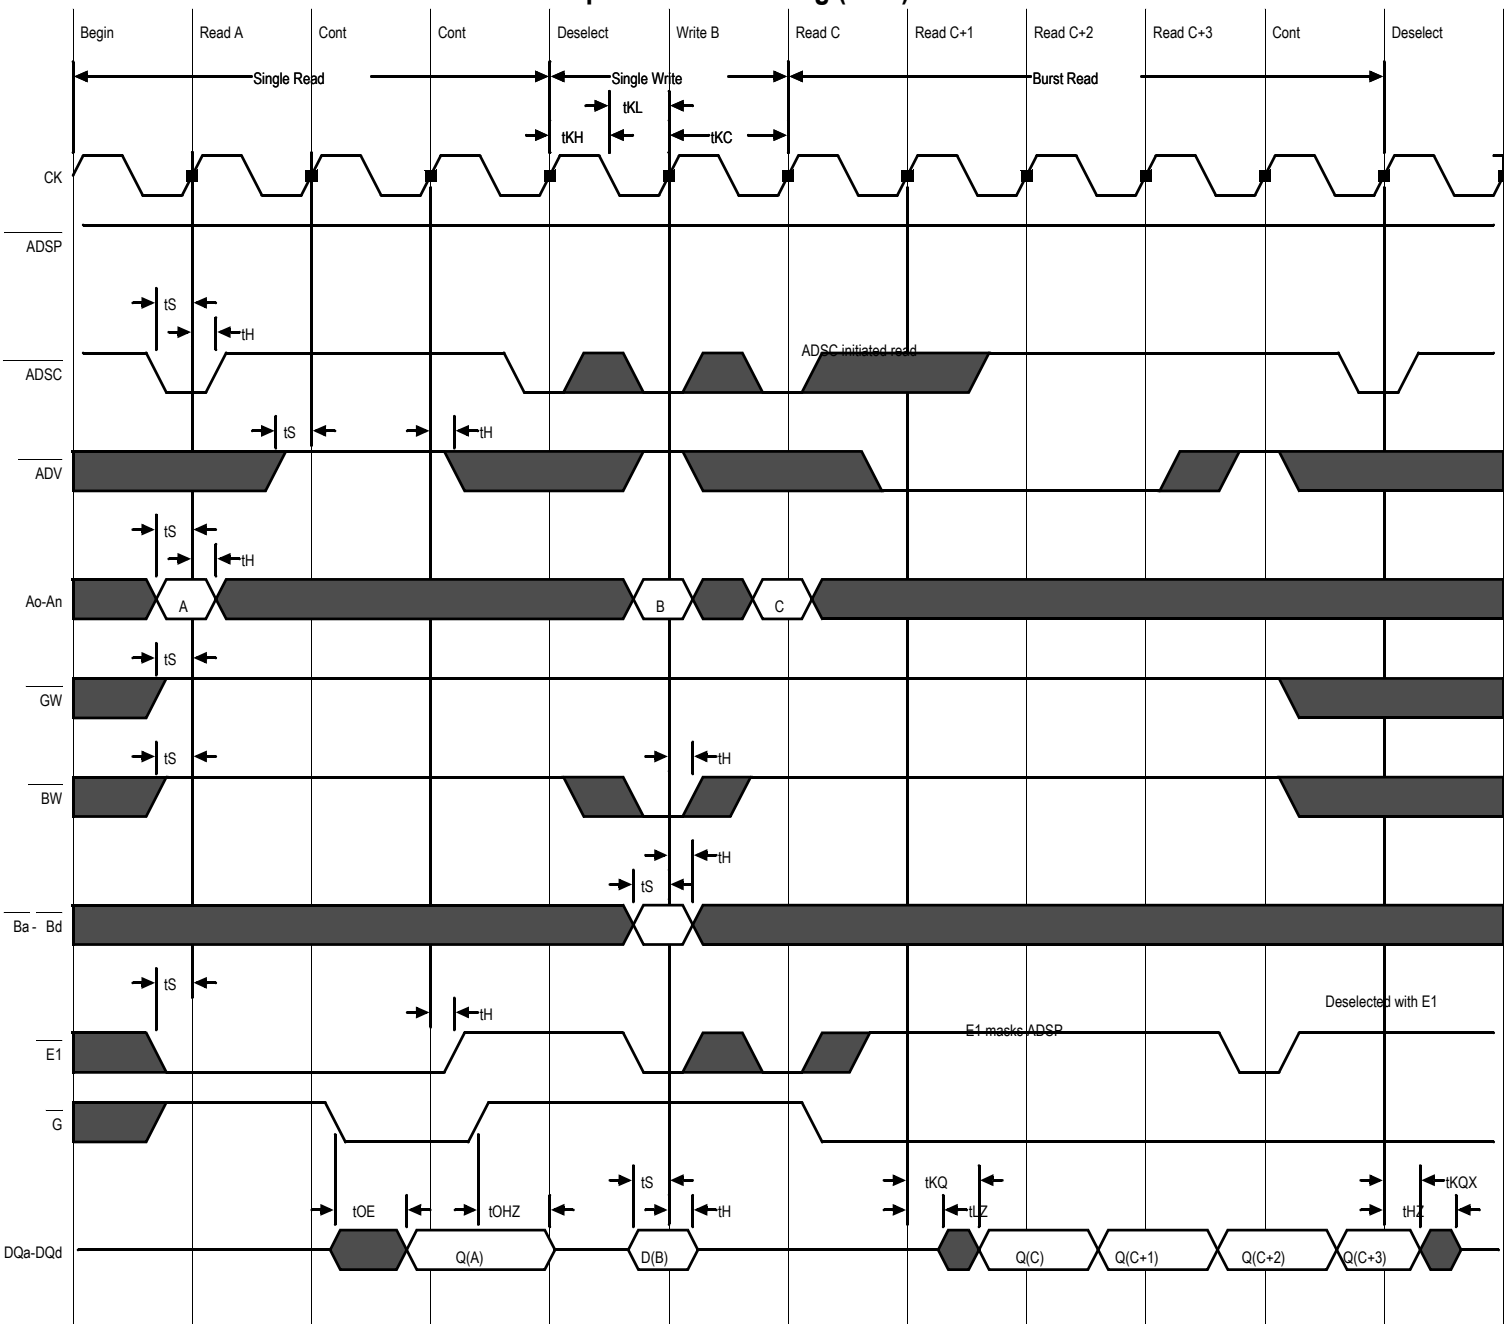 Begin Read A Cont Cont Deselect Write B Read C Read C+1 Read C+2 Read C+3 Cont Deselect
Single Read Single Write Burst Read
tKL
tKH tKC
CK
ADSP
tS
tH
ADSC initiated read
ADSC
tS tH
ADV
tS
tH
Ao-An A B C
tS
GW
tS tH
BW
tH
tS
Ba - Bd
tS
tH
Deselected with E1
E1 masks ADSP
E1
G
tS tKQ tKQX
tOE tOHZ tH tLZ tHZ
DQa-DQd Q(A) D(B) Q(C) Q(C+1) Q(C+2) Q(C+3)